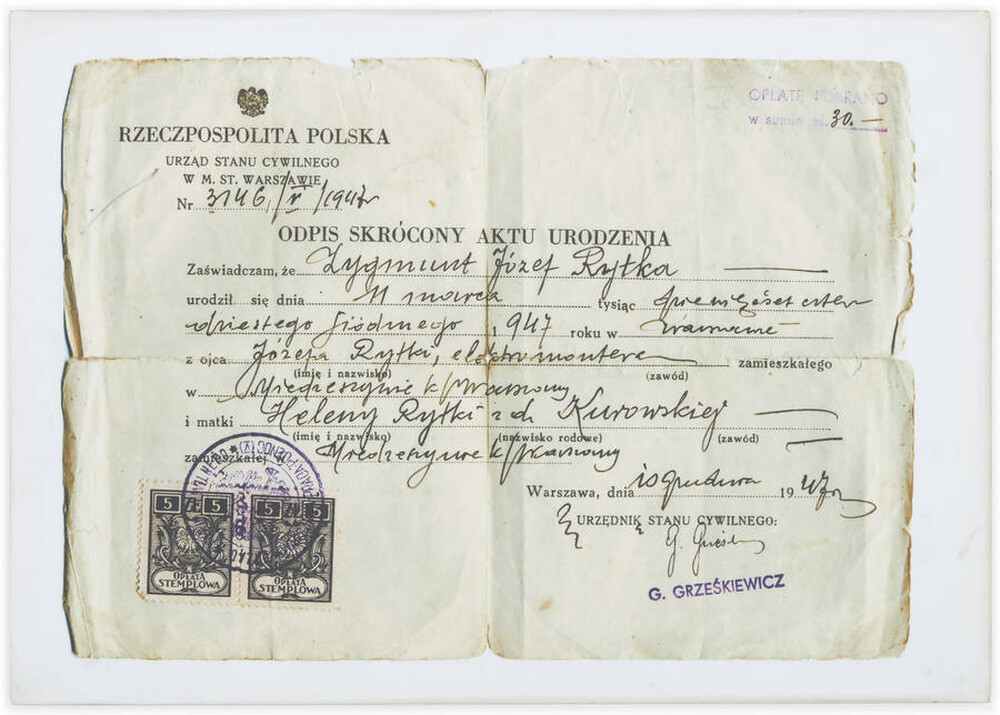 OPŁATĘ POBRANO
w sumie zł. 30.—
RZECZPOSPOLITA POLSKA
URZĄD STANU CYWILNEGO
W M. ST. WARSZAWIE
Nr 3146/V/1947 r
ODPIS SKRÓCONY AKTU URODZENIA
Zaświadczam, że Zygmunt Józef Rytka
urodził się dnia 11 marca tysiąc dziewięćset czter
dziestego siódmego 1947 roku w Warszawie
z ojca Józefa Rytki, elektromontera zamieszkałego
(imię i nazwisko) (zawód)
w Miedzeszynie k/Warszawy
i matki Heleny Rytki z d. Kurowskiej
(imię i nazwisko) (nazwisko rodowe) (zawód)
zamieszkałej w Miedzeszynie k/Warszawy
Warszawa, dnia 10 grudnia 1947 r
URZĘDNIK STANU CYWILNEGO:
G. GRZEŚKIEWICZ
5 5 5 5
OPŁATA STEMPLOWA OPŁATA STEMPLOWA